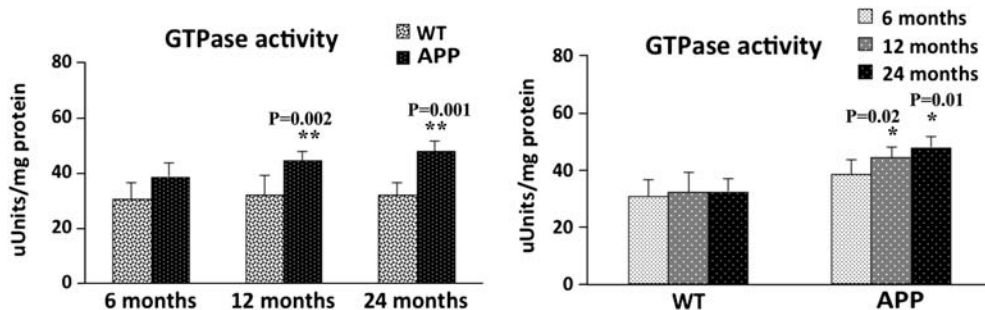 GTPase activity
WT
APP
uUnits/mg protein
80
60
40
20
0
P=0.002
**
P=0.001
**
6 months
12 months
24 months
GTPase activity
6 months
12 months
24 months
uUnits/mg protein
80
60
40
20
0
P=0.02
*
P=0.01
*
WT
APP